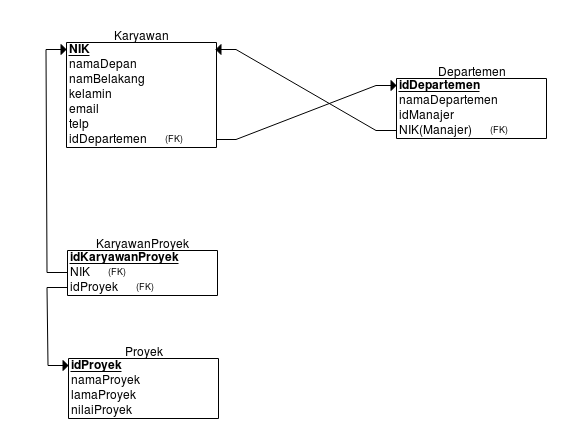 Karyawan
NIK
namaDepan
namBelakang
kelamin
email
telp
idDepartemen (FK)
Departemen
idDepartemen
namaDepartemen
idManajer
NIK(Manajer) (FK)
KaryawanProyek
idKaryawanProyek
NIK (FK)
idProyek (FK)
Proyek
idProyek
namaProyek
lamaProyek
nilaiProyek